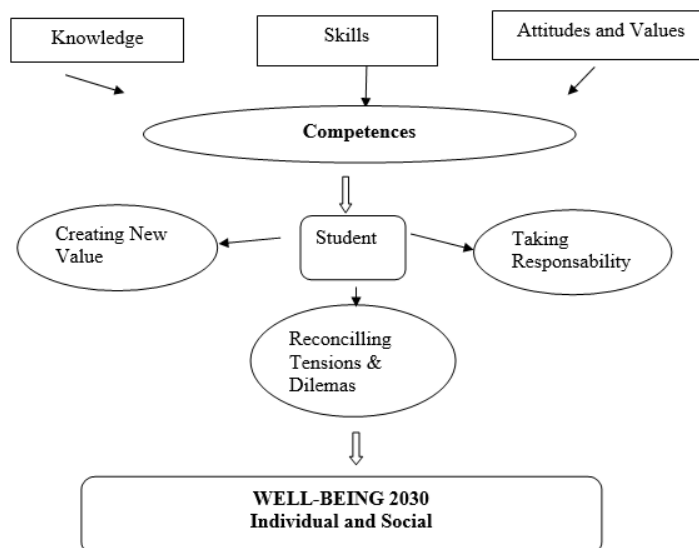 Knowledge
Skills
Attitudes and Values
Competences
Creating New
Value
Student
Taking
Responsability
Reconcilling
Tensions &
Dilemas
WELL-BEING 2030
Individual and Social